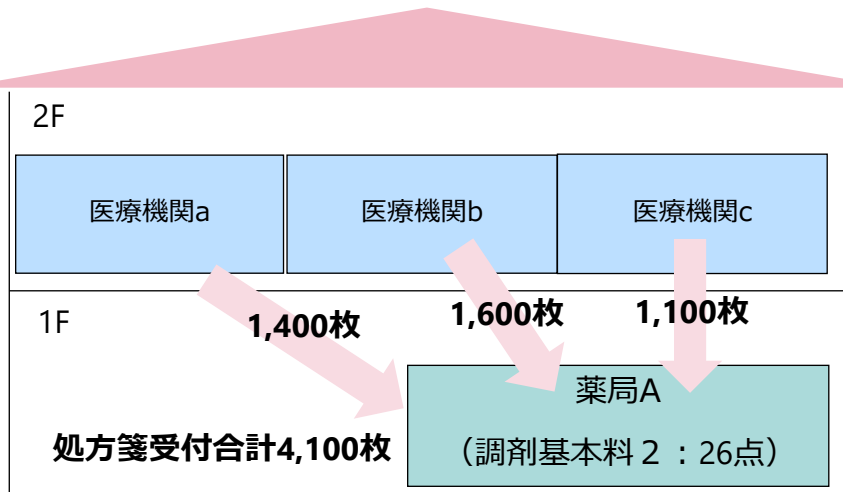 2F
医療機関a
医療機関b
医療機関c
1F
1,400枚
1,600枚
1,100枚
薬局A
処方箋受付合計4,100枚
（調剤基本料２：26点）